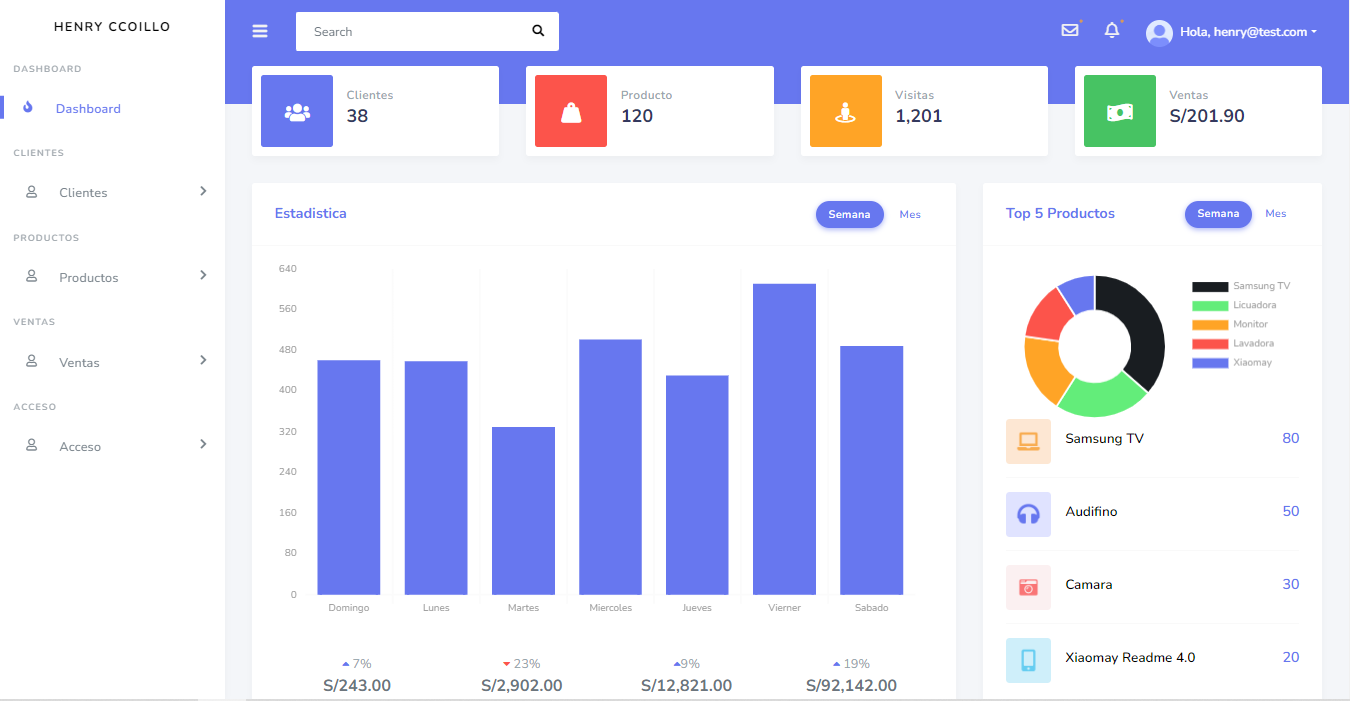 HENRY CCOILLO
Search
Hola, henry@test.com
DASHBOARD
Dashboard
CLIENTES
Clientes
PRODUCTOS
Productos
VENTAS
Ventas
ACCESO
Acceso
Clientes
38
Producto
120
Visitas
1,201
Ventas
S/201.90
Estadistica
Semana
Mes
640
560
480
400
320
240
160
80
0
Domingo Lunes Martes Miercoles Jueves Vierner Sabado
7% 23% 9% 19%
S/243.00 S/2,902.00 S/12,821.00 S/92,142.00
Top 5 Productos
Semana
Mes
Samsung TV
Licuadora
Monitor
Lavadora
Xiaomay
Samsung TV 80
Audifino 50
Camara 30
Xiaomay Readme 4.0 20